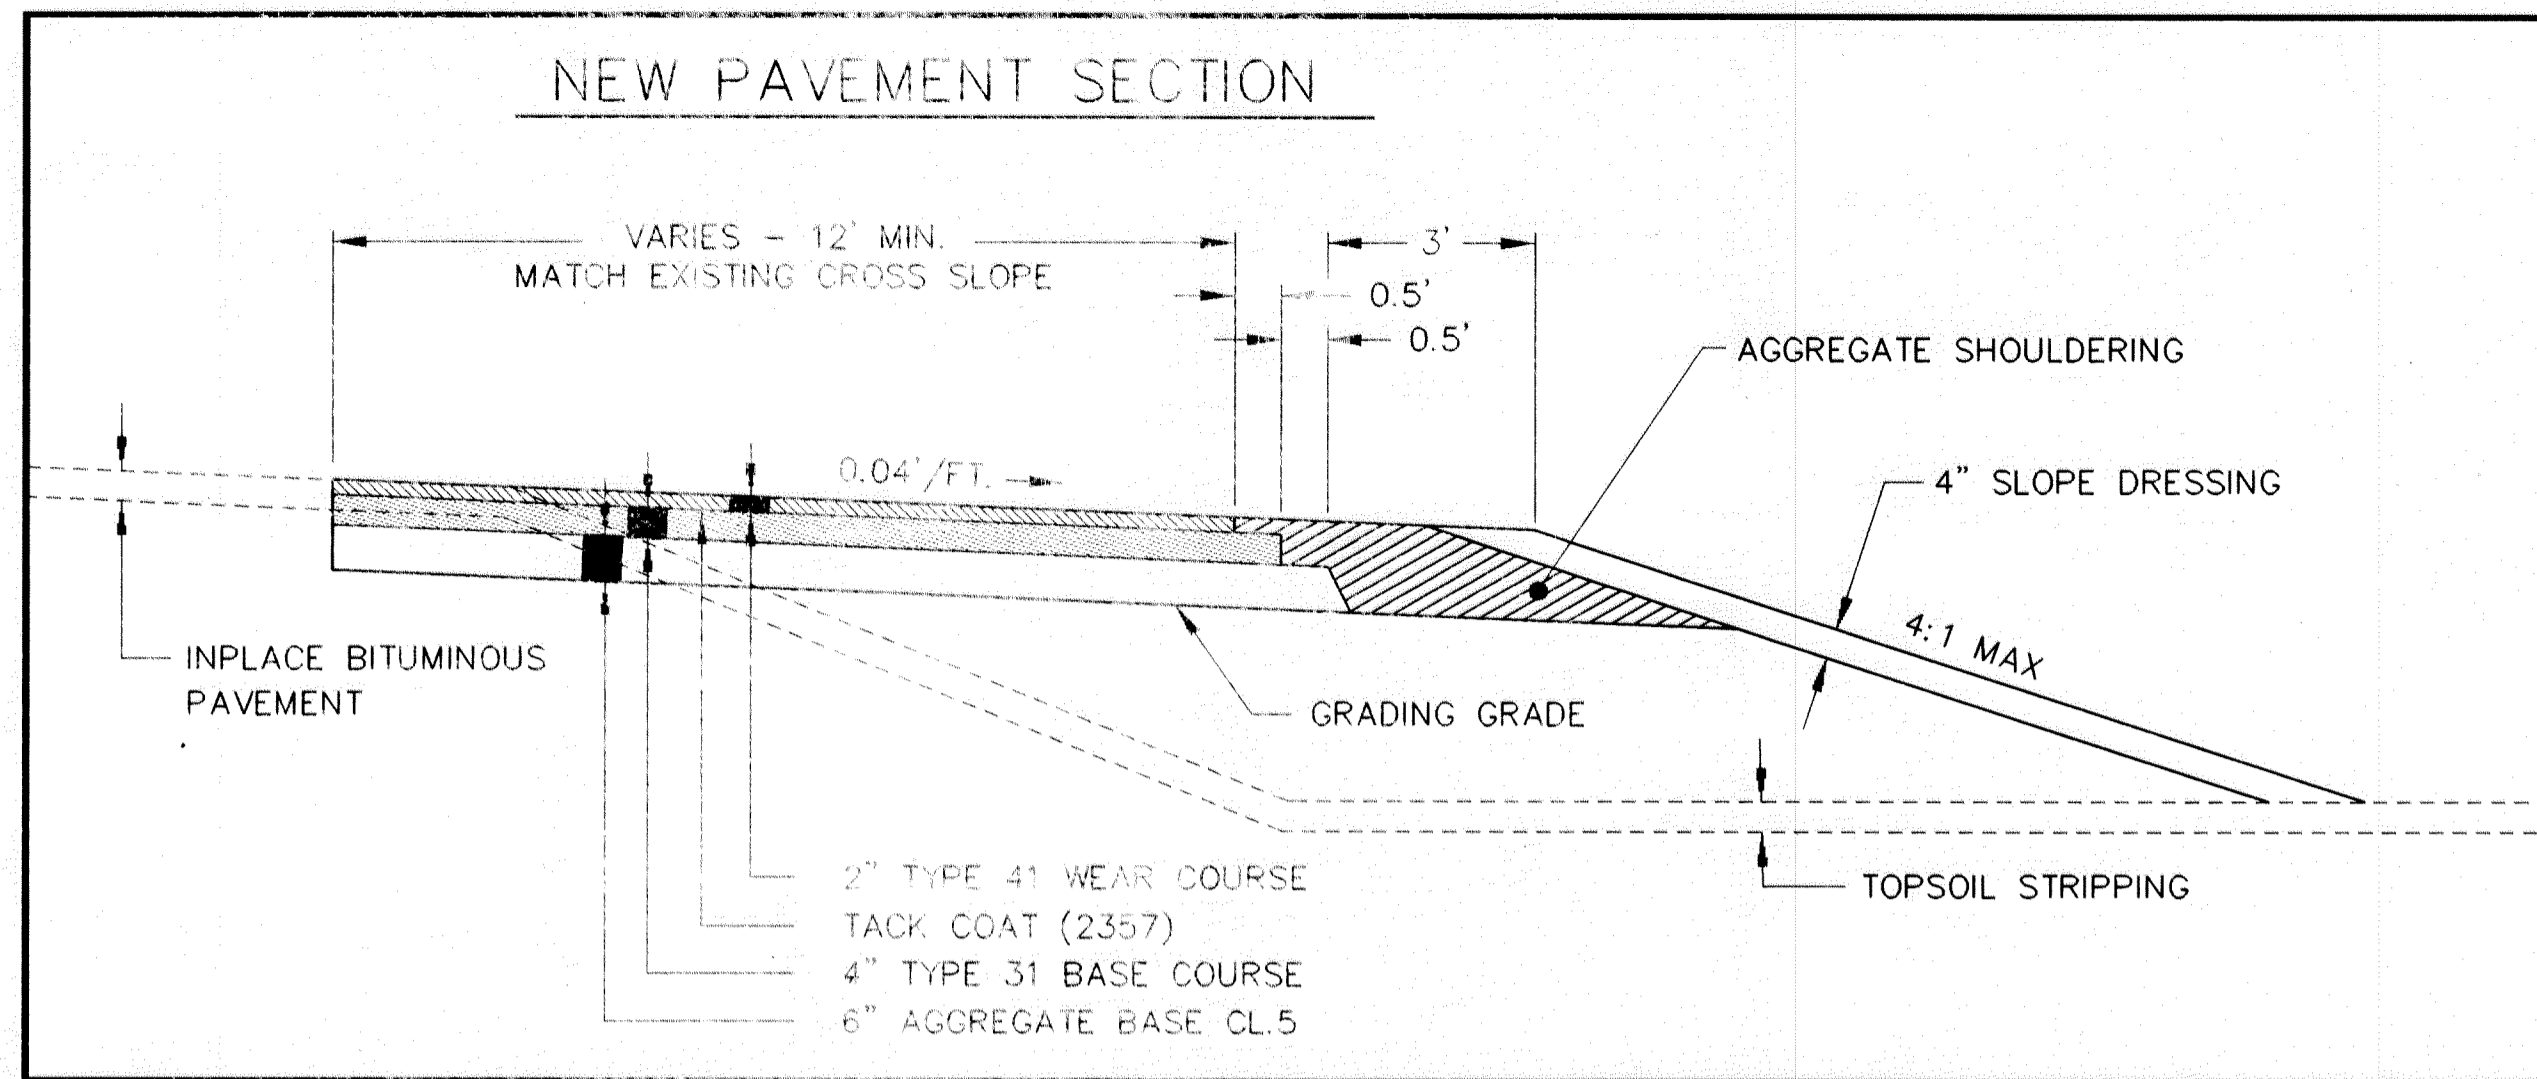 NEW PAVEMENT SECTION
VARIES - 12' MIN.
MATCH EXISTING CROSS SLOPE
3'
0.5'
0.5'
AGGREGATE SHOULDERING
0.04'/FT.
4" SLOPE DRESSING
4:1 MAX
INPLACE BITUMINOUS
PAVEMENT
GRADING GRADE
2" TYPE 41 WEAR COURSE
TACK COAT (2357)
4" TYPE 31 BASE COURSE
6" AGGREGATE BASE CL.5
TOPSOIL STRIPPING